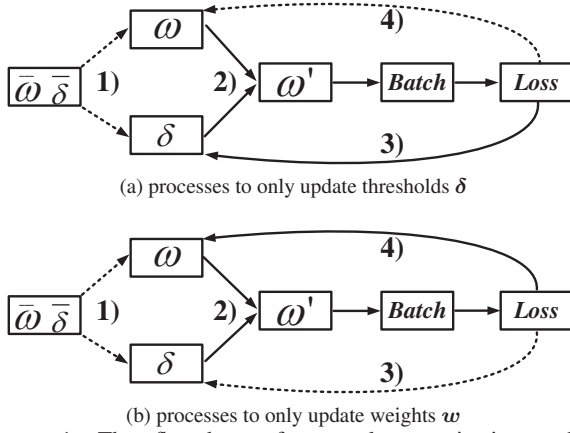 ω
4)
ω̄ δ̄
1)
2)
ω'
Batch
Loss
δ
3)
(a) processes to only update thresholds δ
ω
4)
ω̄ δ̄
1)
2)
ω'
Batch
Loss
δ
3)
(b) processes to only update weights w